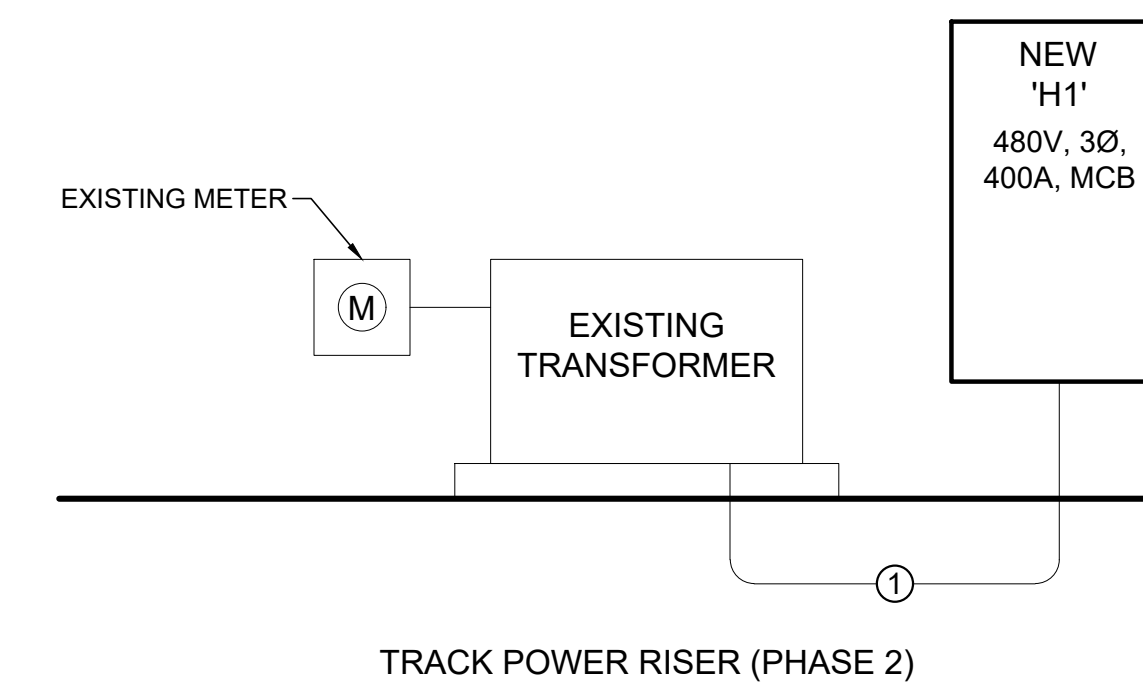 NEW
'H1'
480V, 3Ø,
400A, MCB
EXISTING METER
M
EXISTING
TRANSFORMER
1
TRACK POWER RISER (PHASE 2)